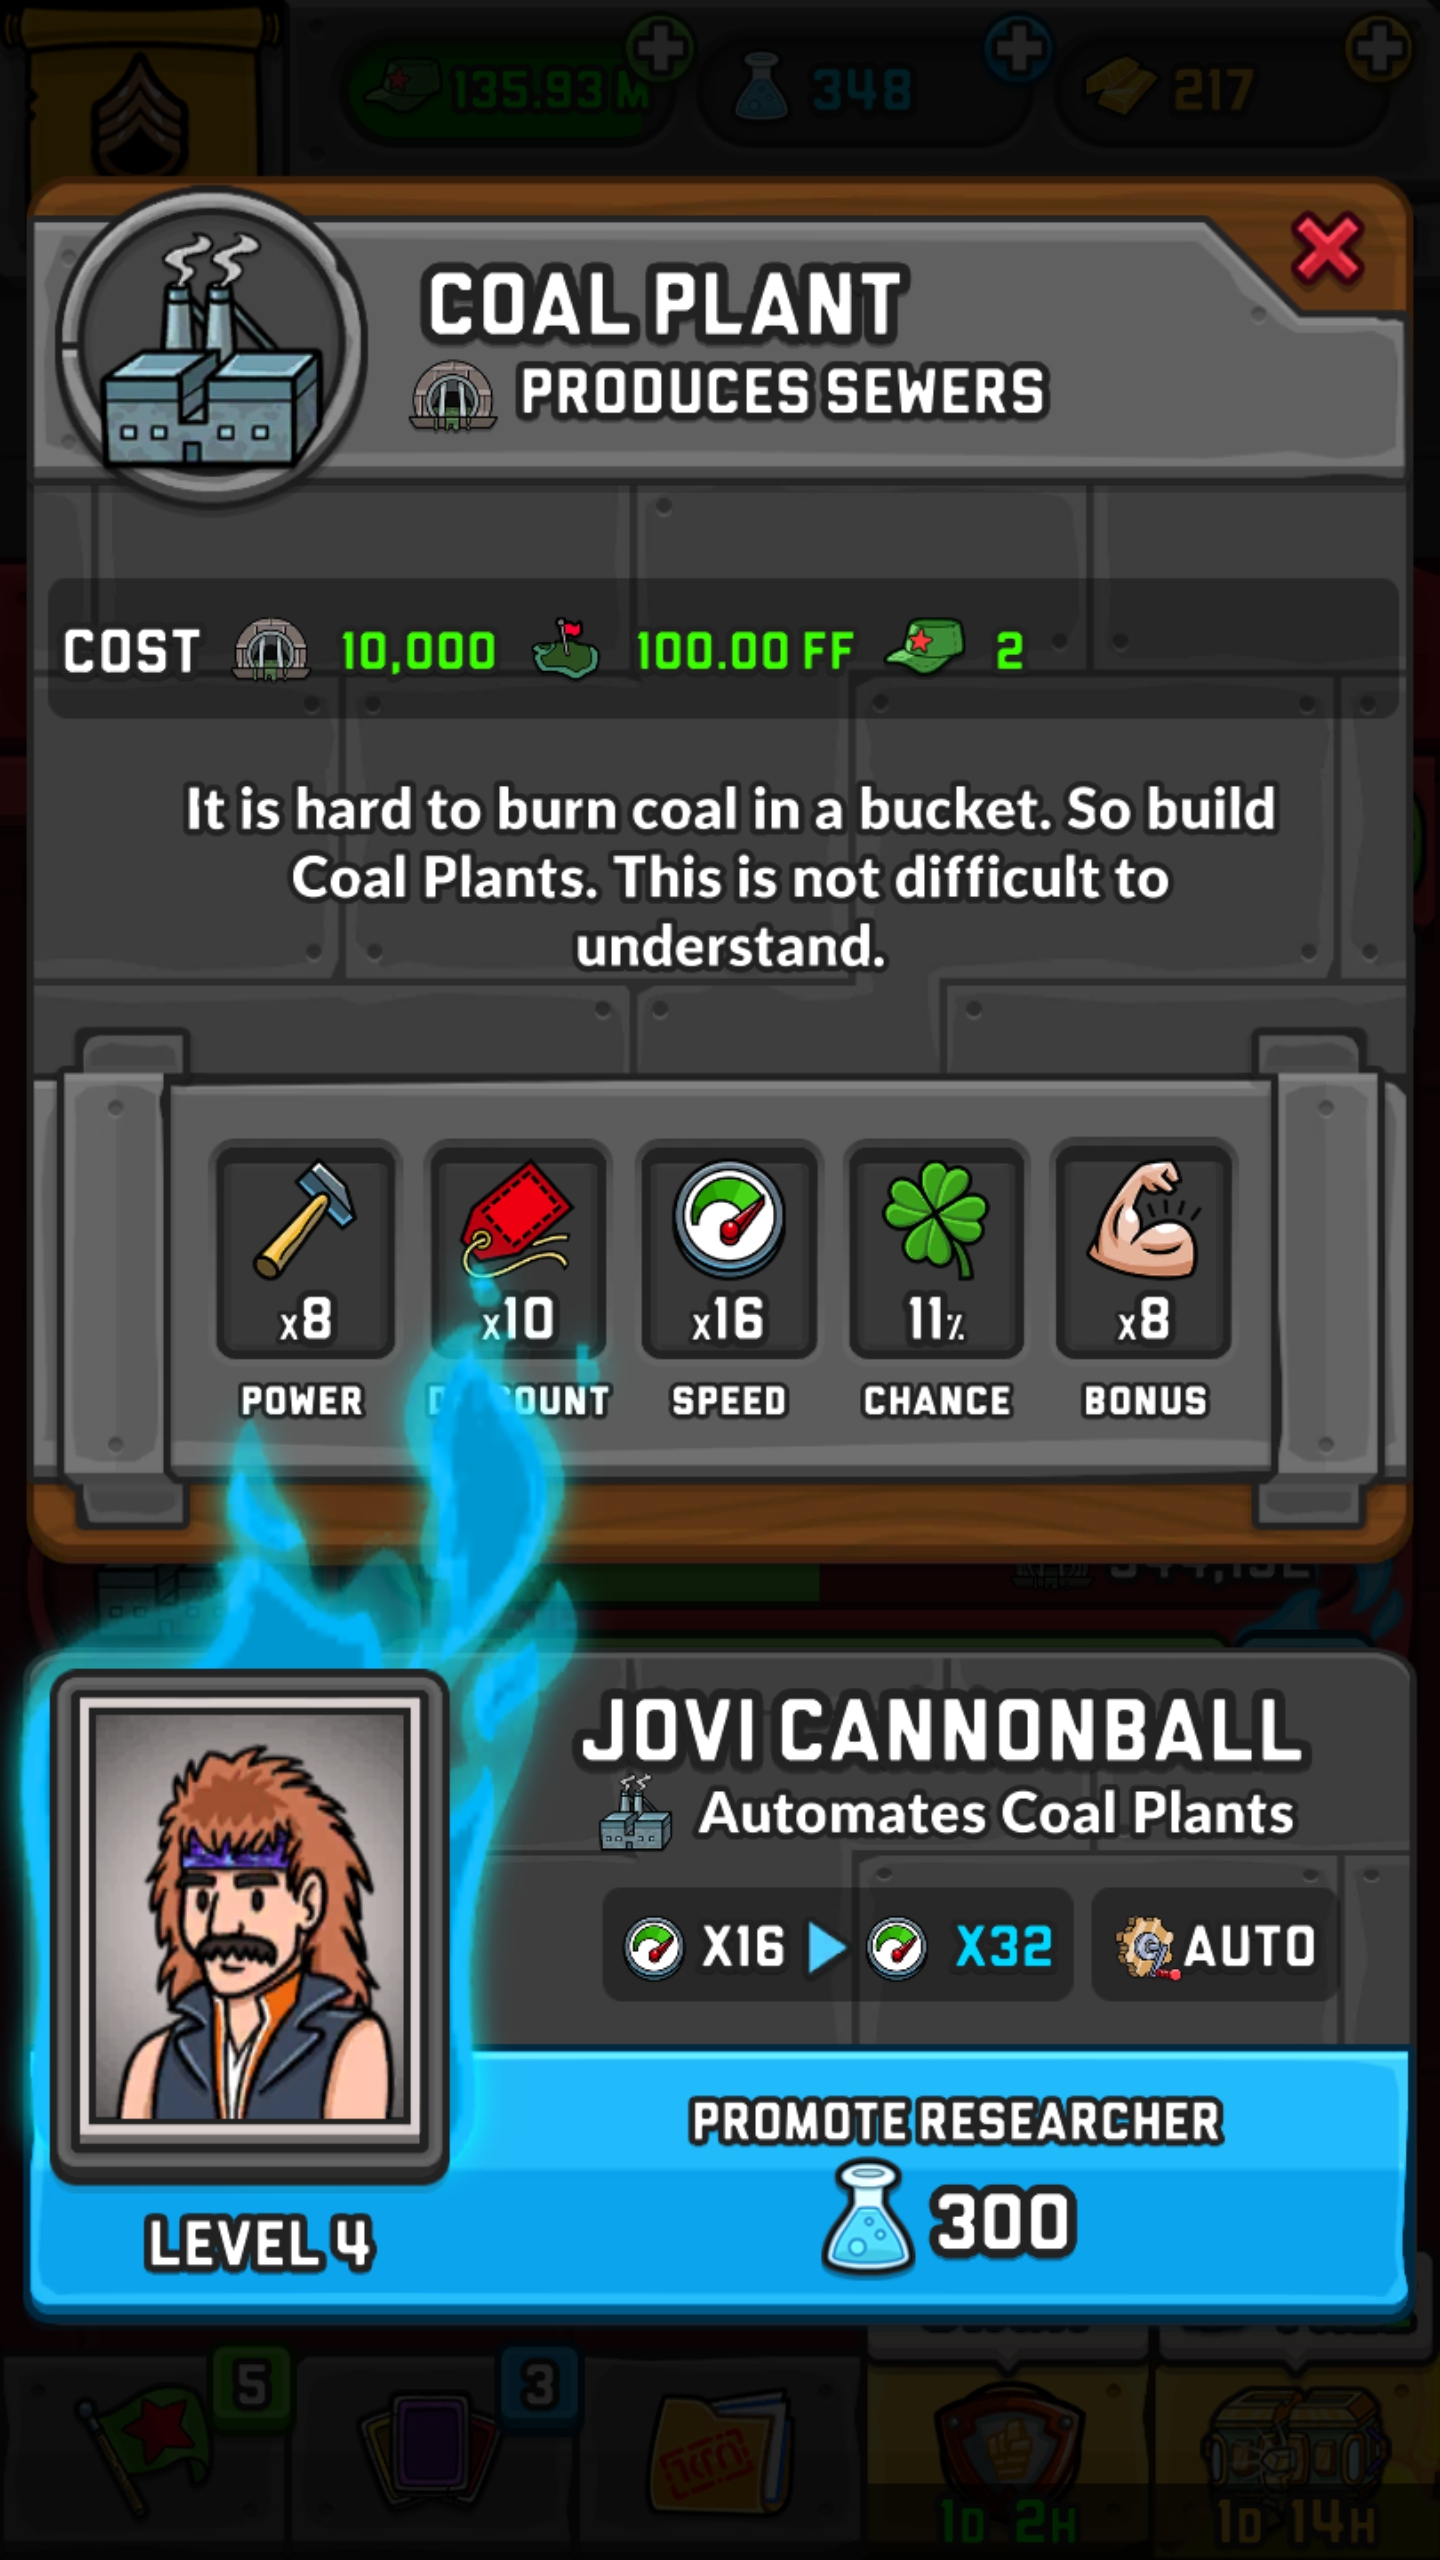 135.93 M 348 217
COAL PLANT
PRODUCES SEWERS
COST 10,000 100.00 FF 2
It is hard to burn coal in a bucket. So build
Coal Plants. This is not difficult to
understand.
x8 x10 x16 11% x8
POWER DISCOUNT SPEED CHANCE BONUS
JOVI CANNONBALL
Automates Coal Plants
X16 X32 AUTO
PROMOTE RESEARCHER
300
LEVEL 4
5 3
1D 2H 1D 14H